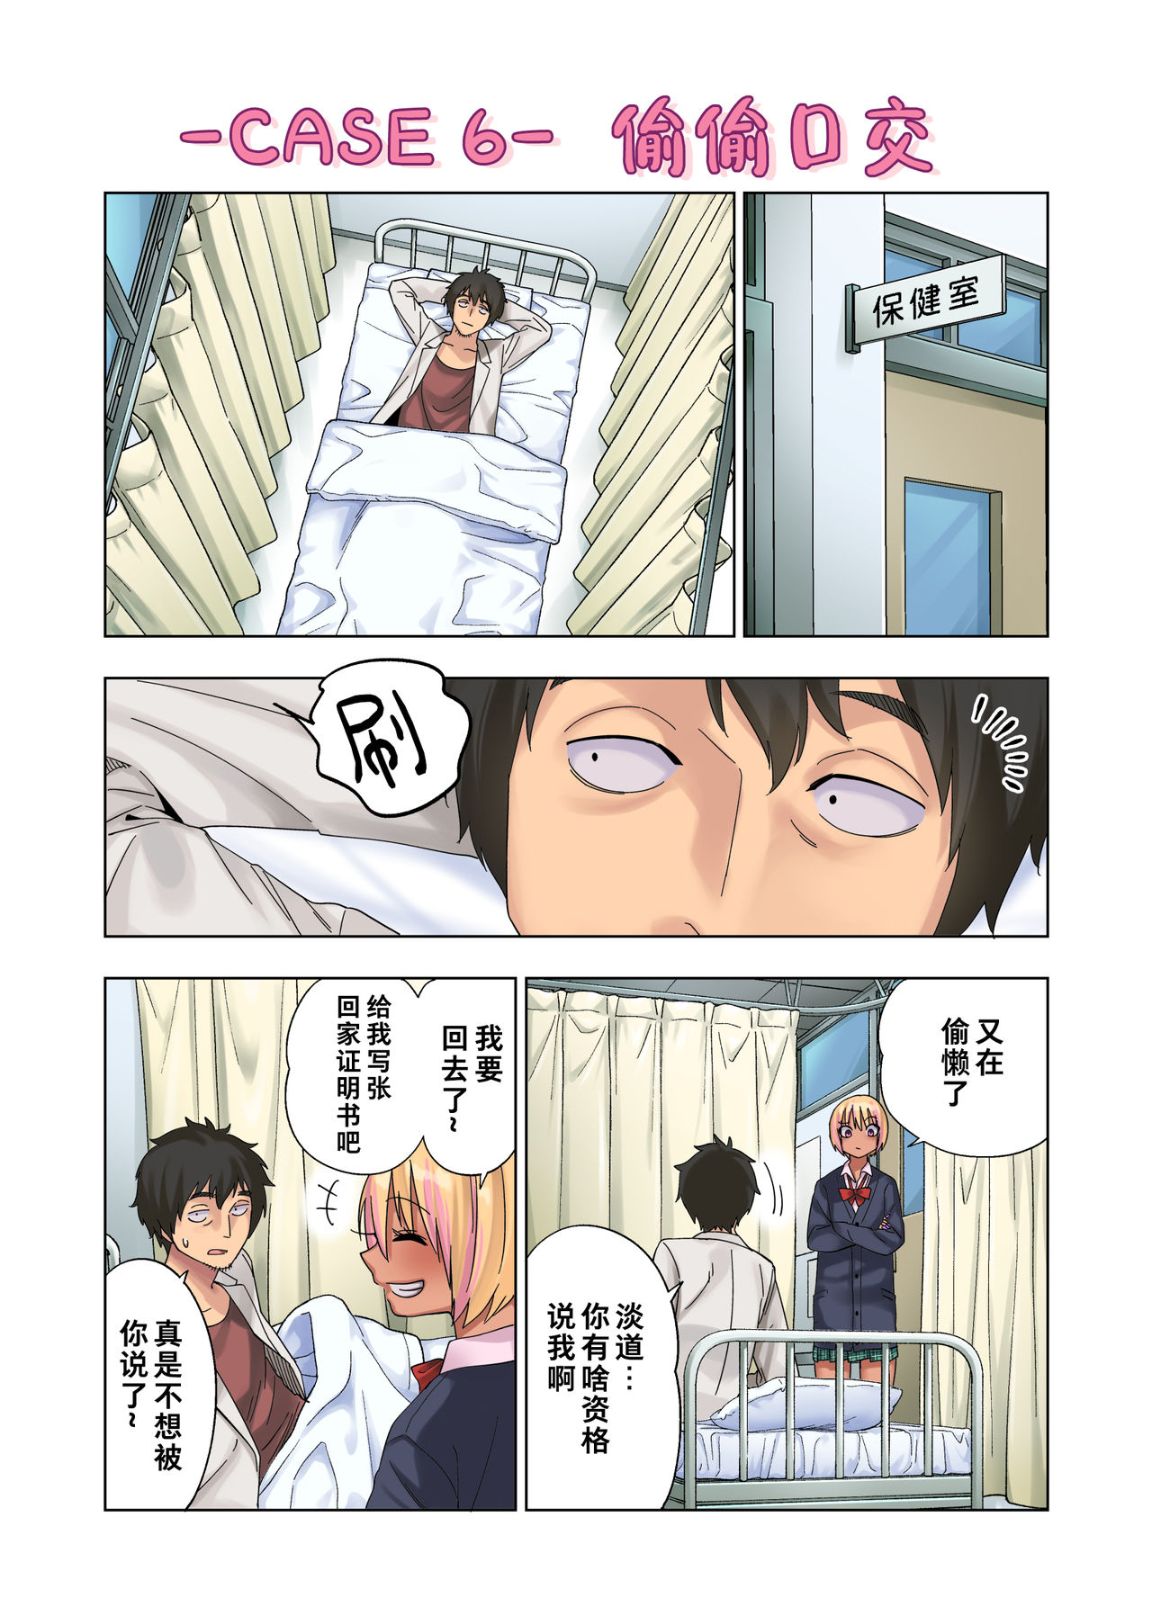 -CASE 6- 偷偷口交
保健室
刷
又在
偷懒了
淡道…
你有啥资格
说我啊
我要
回去了~
给我写张
回家证明书吧
真是不想被
你说了~